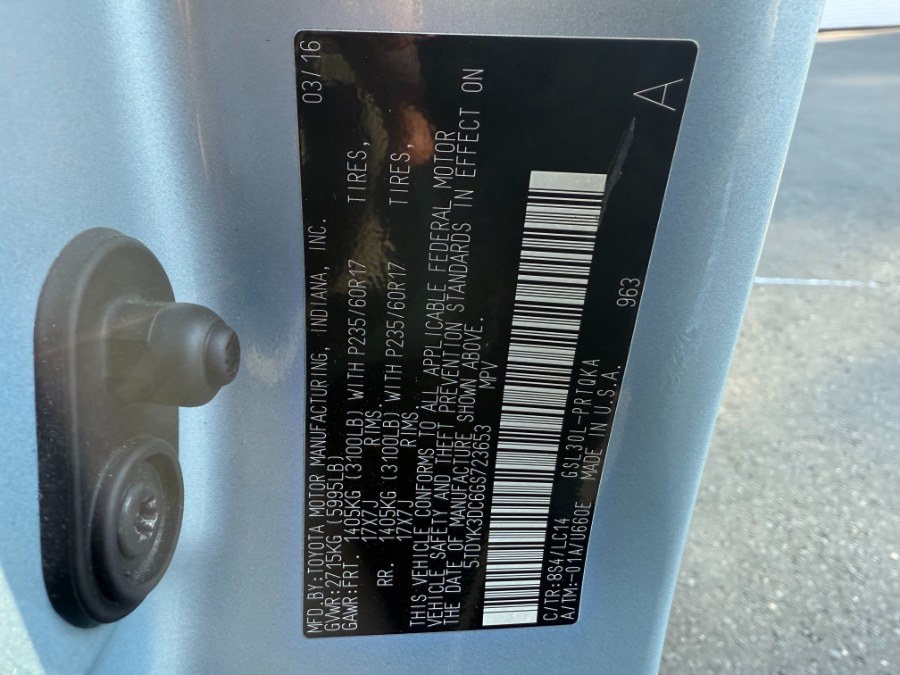 MFD.BY:TOYOTA MOTOR MANUFACTURING, INDIANA, INC. 03/16
GVWR:2715KG (5995LB)
GAWR:FRT. 1405KG (3100LB) WITH P235/60R17 TIRES,
17X7J RIMS.
RR. 1405KG (3100LB) WITH P235/60R17 TIRES,
17X7J RIMS.
THIS VEHICLE CONFORMS TO ALL APPLICABLE FEDERAL MOTOR
VEHICLE SAFETY AND THEFT PREVENTION STANDARDS IN EFFECT ON
THE DATE OF MANUFACTURE SHOWN ABOVE.
5TDYK3DC6GS723653 MPV
C/TR:8S4/LC14 GSL30L-PRTQKA 963
A/TM:-01A/U660E MADE IN U.S.A. A